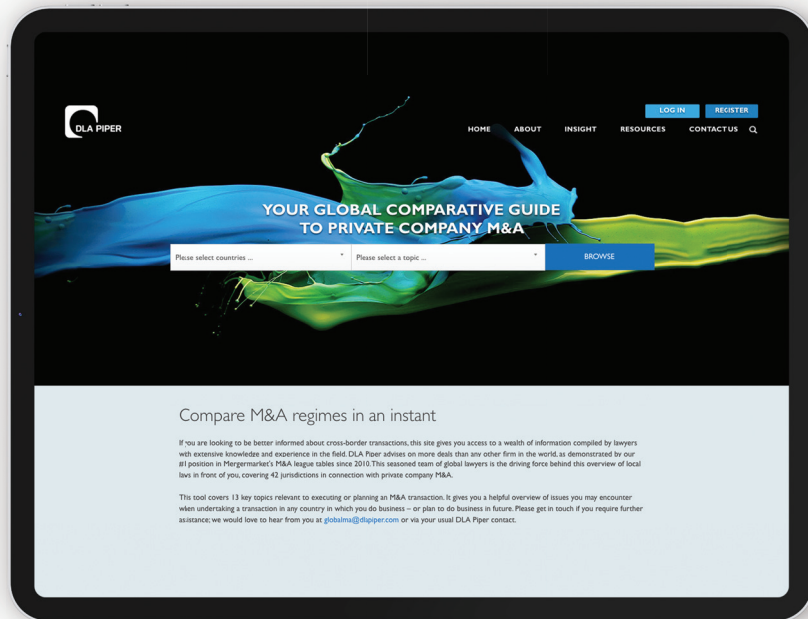 LOG IN
REGISTER
DLA PIPER
HOME
ABOUT
INSIGHT
RESOURCES
CONTACT US
YOUR GLOBAL COMPARATIVE GUIDE
TO PRIVATE COMPANY M&A
Please select countries ...
Please select a topic ...
BROWSE
Compare M&A regimes in an instant
If you are looking to be better informed about cross-border transactions, this site gives you access to a wealth of information compiled by lawyers
with extensive knowledge and experience in the field. DLA Piper advises on more deals than any other firm in the world, as demonstrated by our
#1 position in Mergermarket's M&A league tables since 2010. This seasoned team of global lawyers is the driving force behind this overview of local
laws in front of you, covering 42 jurisdictions in connection with private company M&A.
This tool covers 13 key topics relevant to executing or planning an M&A transaction. It gives you a helpful overview of issues you may encounter
when undertaking a transaction in any country in which you do business – or plan to do business in future. Please get in touch if you require further
assistance; we would love to hear from you at globalma@dlapiper.com or via your usual DLA Piper contact.